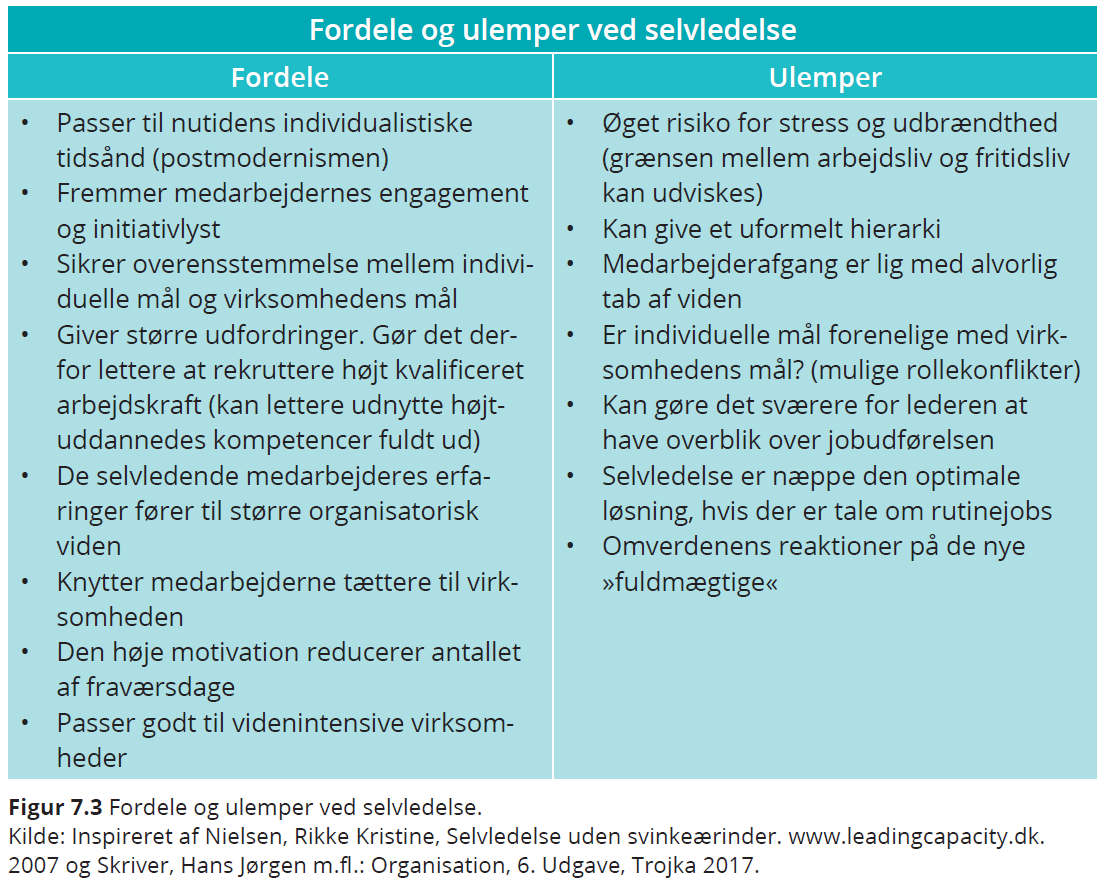 Fordele og ulemper ved selvledelse
Fordele
• Passer til nutidens individualistiske
tidsånd (postmodernismen)
• Fremmer medarbejdernes engagement
og initiativlyst
• Sikrer overensstemmelse mellem indivi-
duelle mål og virksomhedens mål
• Giver større udfordringer. Gør det der-
for lettere at rekruttere højt kvalificeret
arbejdskraft (kan lettere udnytte højt-
uddannedes kompetencer fuldt ud)
• De selvledende medarbejderes erfa-
ringer fører til større organisatorisk
viden
• Knytter medarbejderne tættere til virk-
somheden
• Den høje motivation reducerer antallet
af fraværsdage
• Passer godt til videnintensive virksom-
heder
Ulemper
• Øget risiko for stress og udbrændthed
(grænsen mellem arbejdsliv og fritidsliv
kan udviskes)
• Kan give et uformelt hierarki
• Medarbejderafgang er lig med alvorlig
tab af viden
• Er individuelle mål forenelige med virk-
somhedens mål? (mulige rollekonflikter)
• Kan gøre det sværere for lederen at
have overblik over jobudførelsen
• Selvledelse er næppe den optimale
løsning, hvis der er tale om rutinejobs
• Omverdenens reaktioner på de nye
»fuldmægtige«
Figur 7.3 Fordele og ulemper ved selvledelse.
Kilde: Inspireret af Nielsen, Rikke Kristine, Selvledelse uden svinkeærinder. www.leadingcapacity.dk.
2007 og Skriver, Hans Jørgen m.fl.: Organisation, 6. Udgave, Trojka 2017.